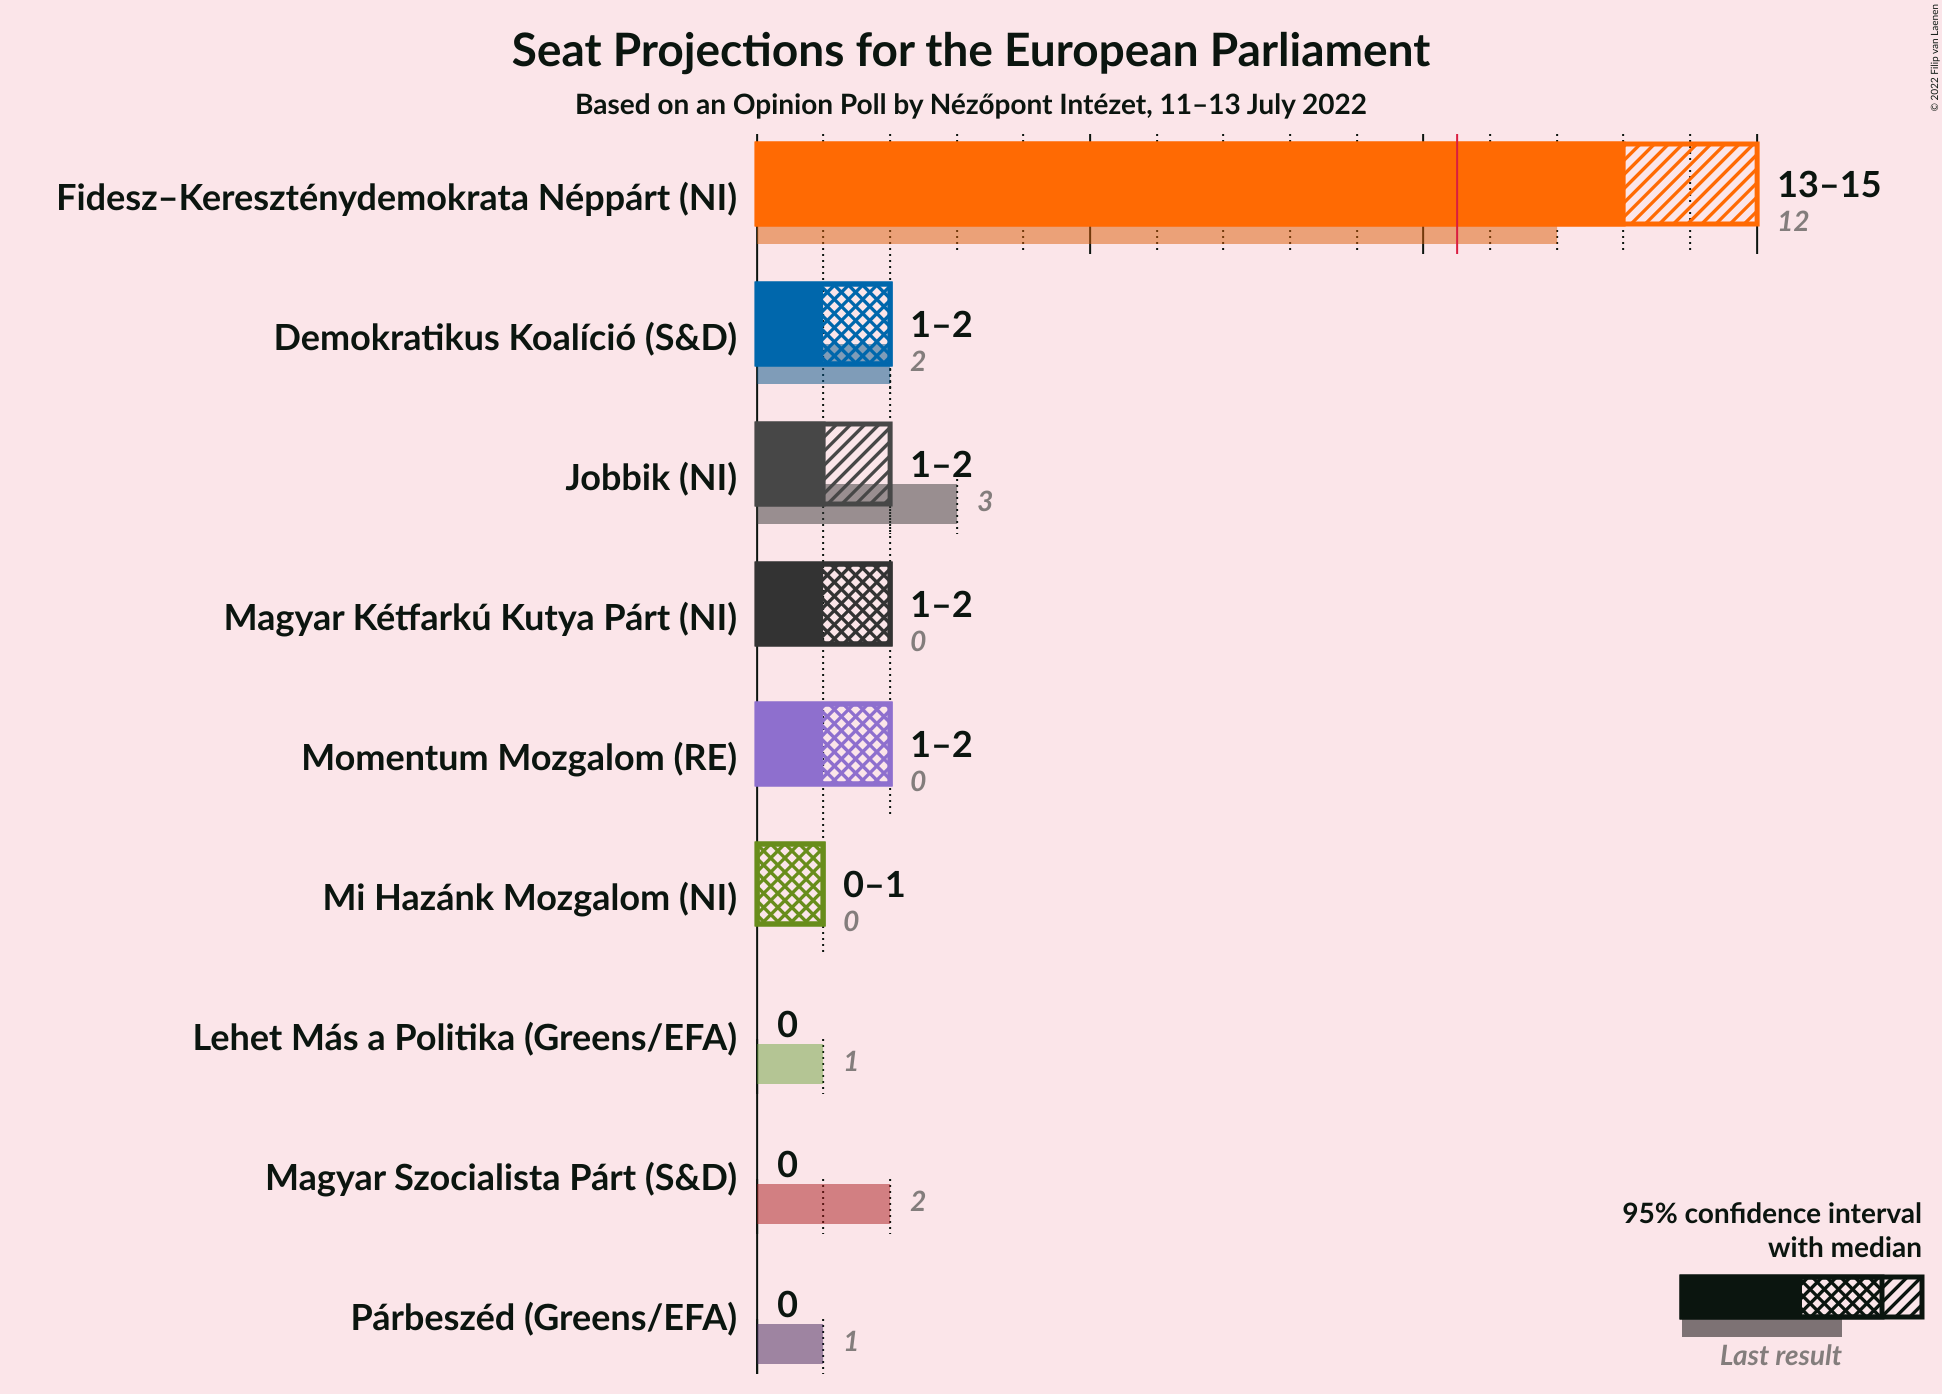 Seat Projections for the European Parliament
Based on an Opinion Poll by Nézőpont Intézet, 11–13 July 2022
© 2022 Filip van Laenen
Fidesz–Kereszténydemokrata Néppárt (NI)
13–15
12
Demokratikus Koalíció (S&D)
1–2
2
Jobbik (NI)
1–2
3
Magyar Kétfarkú Kutya Párt (NI)
1–2
0
Momentum Mozgalom (RE)
1–2
0
Mi Hazánk Mozgalom (NI)
0–1
0
Lehet Más a Politika (Greens/EFA)
0
1
Magyar Szocialista Párt (S&D)
0
2
Párbeszéd (Greens/EFA)
0
1
95% confidence interval
with median
Last result